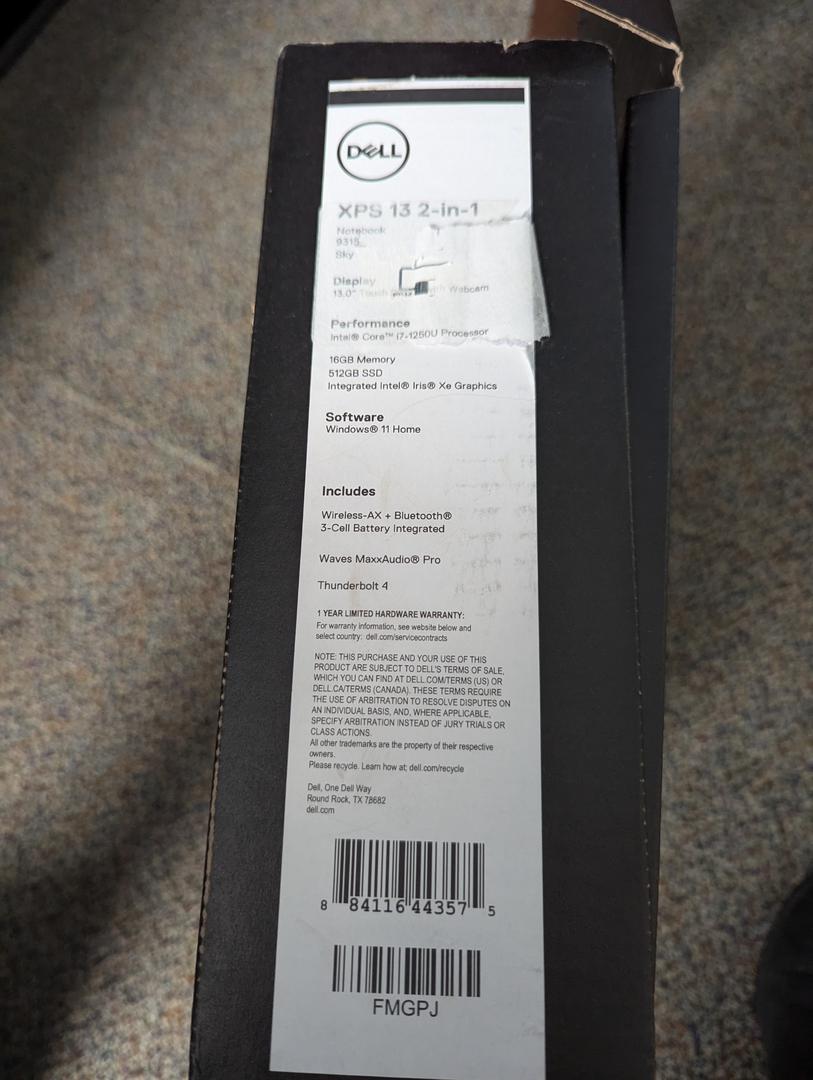 DELL
XPS 13 2-in-1
Notebook
9315
Sky
Display
13.0" Touch with Webcam
Performance
Intel® Core™ i7-1250U Processor
16GB Memory
512GB SSD
Integrated Intel® Iris® Xe Graphics
Software
Windows® 11 Home
Includes
Wireless-AX + Bluetooth®
3-Cell Battery Integrated
Waves MaxxAudio® Pro
Thunderbolt 4
1 YEAR LIMITED HARDWARE WARRANTY:
For warranty information, see website below and
select country: dell.com/servicecontracts
NOTE: THIS PURCHASE AND YOUR USE OF THIS
PRODUCT ARE SUBJECT TO DELL'S TERMS OF SALE,
WHICH YOU CAN FIND AT DELL.COM/TERMS (US) OR
DELL.CA/TERMS (CANADA). THESE TERMS REQUIRE
THE USE OF ARBITRATION TO RESOLVE DISPUTES ON
AN INDIVIDUAL BASIS, AND, WHERE APPLICABLE,
SPECIFY ARBITRATION INSTEAD OF JURY TRIALS OR
CLASS ACTIONS.
All other trademarks are the property of their respective
owners.
Please recycle. Learn how at: dell.com/recycle
Dell, One Dell Way
Round Rock, TX 78682
dell.com
8 84116 44357 5
FMGPJ